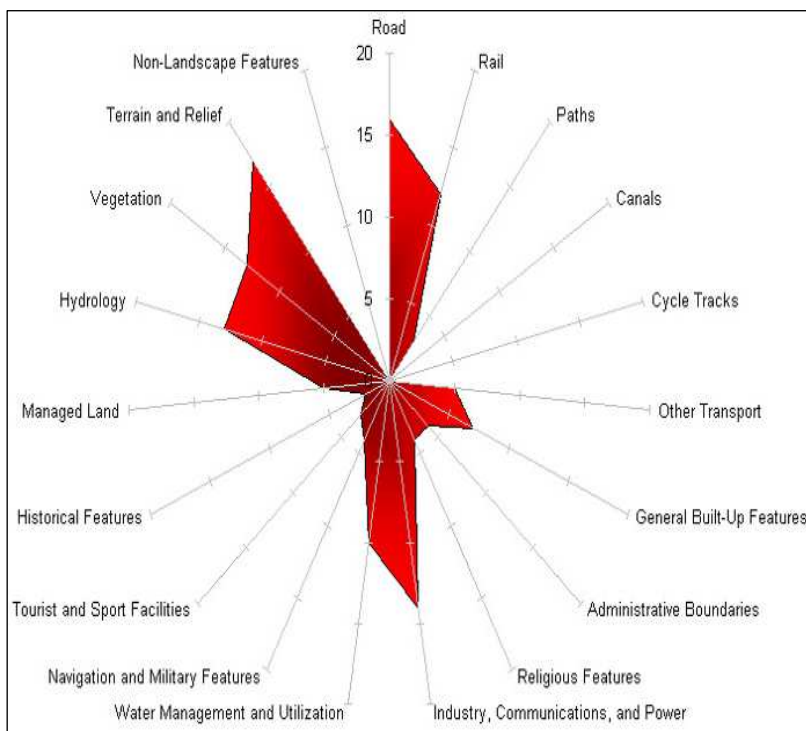 Road
20
Non-Landscape Features
Rail
Terrain and Relief
Paths
15
Vegetation
Canals
10
Hydrology
Cycle Tracks
5
Managed Land
Other Transport
Historical Features
General Built-Up Features
Tourist and Sport Facilities
Administrative Boundaries
Navigation and Military Features
Religious Features
Water Management and Utilization
Industry, Communications, and Power